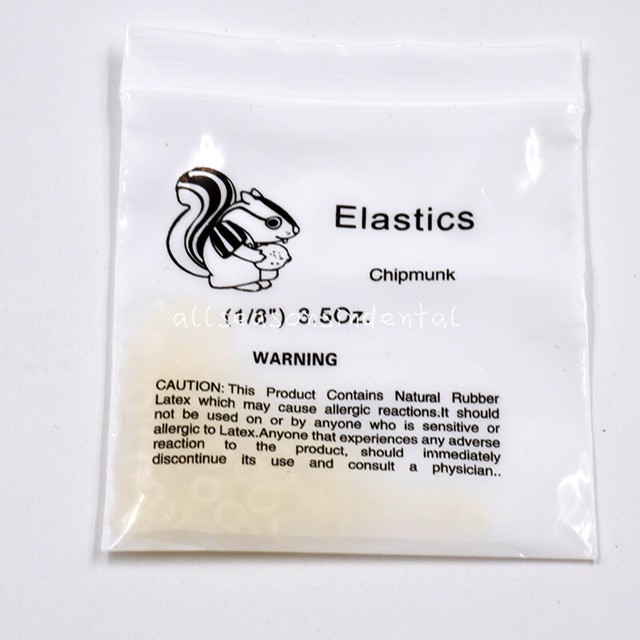 Elastics
Chipmunk
(1/8") 3.5Oz.
WARNING
CAUTION: This Product Contains Natural Rubber
Latex which may cause allergic reactions.It should
not be used on or by anyone who is sensitive or
allergic to Latex.Anyone that experiences any adverse
reaction to the product, should immediately
discontinue its use and consult a physician..